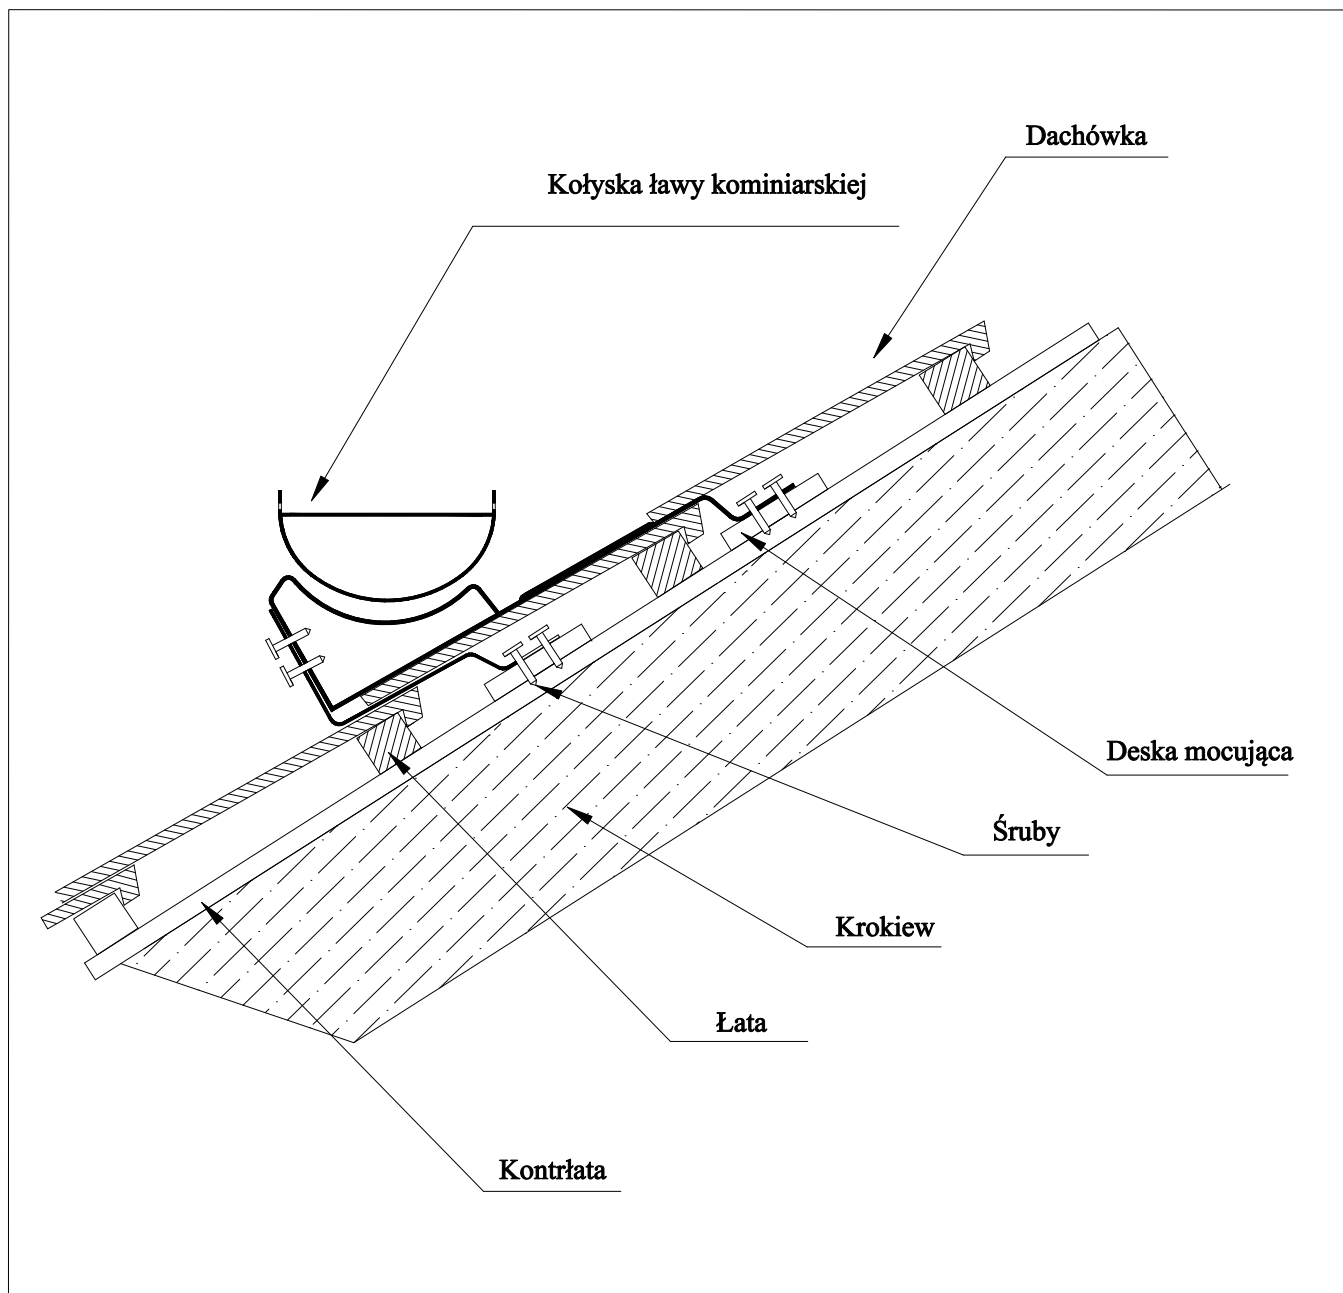 Dachówka
Kołyska ławy kominiarskiej
Deska mocująca
Śruby
Krokiew
Łata
Kontrłata